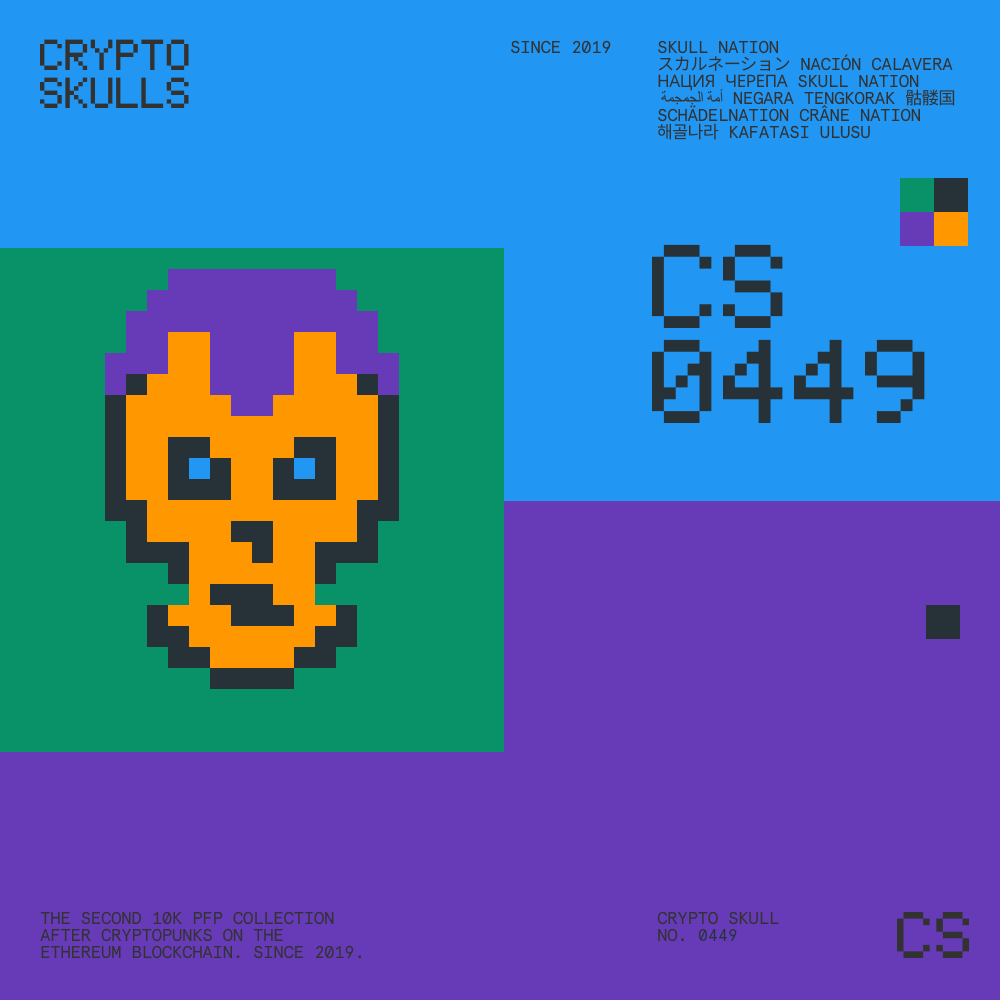 CRYPTO
SKULLS
SINCE 2019
SKULL NATION
スカルネーション NACIÓN CALAVERA
НАЦИЯ ЧЕРЕПА SKULL NATION
أمة الجمجمة NEGARA TENGKORAK 骷髅国
SCHÄDELNATION CRÂNE NATION
해골나라 KAFATASI ULUSU
CS
0449
THE SECOND 10K PFP COLLECTION
AFTER CRYPTOPUNKS ON THE
ETHEREUM BLOCKCHAIN. SINCE 2019.
CRYPTO SKULL
NO. 0449
CS